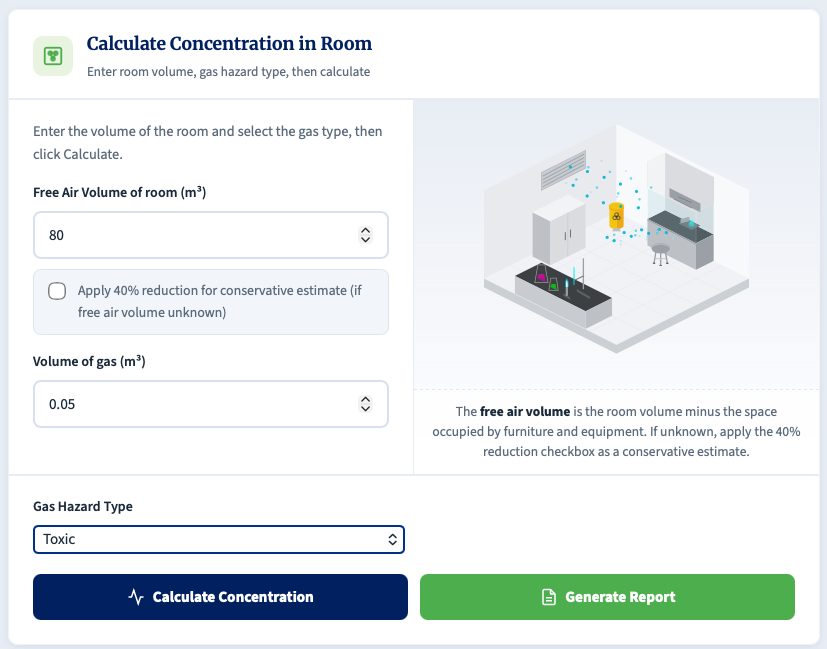 Calculate Concentration in Room
Enter room volume, gas hazard type, then calculate
Enter the volume of the room and select the gas type, then
click Calculate.
Free Air Volume of room (m³)
80
Apply 40% reduction for conservative estimate (if
free air volume unknown)
Volume of gas (m³)
0.05
The free air volume is the room volume minus the space
occupied by furniture and equipment. If unknown, apply the 40%
reduction checkbox as a conservative estimate.
Gas Hazard Type
Toxic
Calculate Concentration
Generate Report